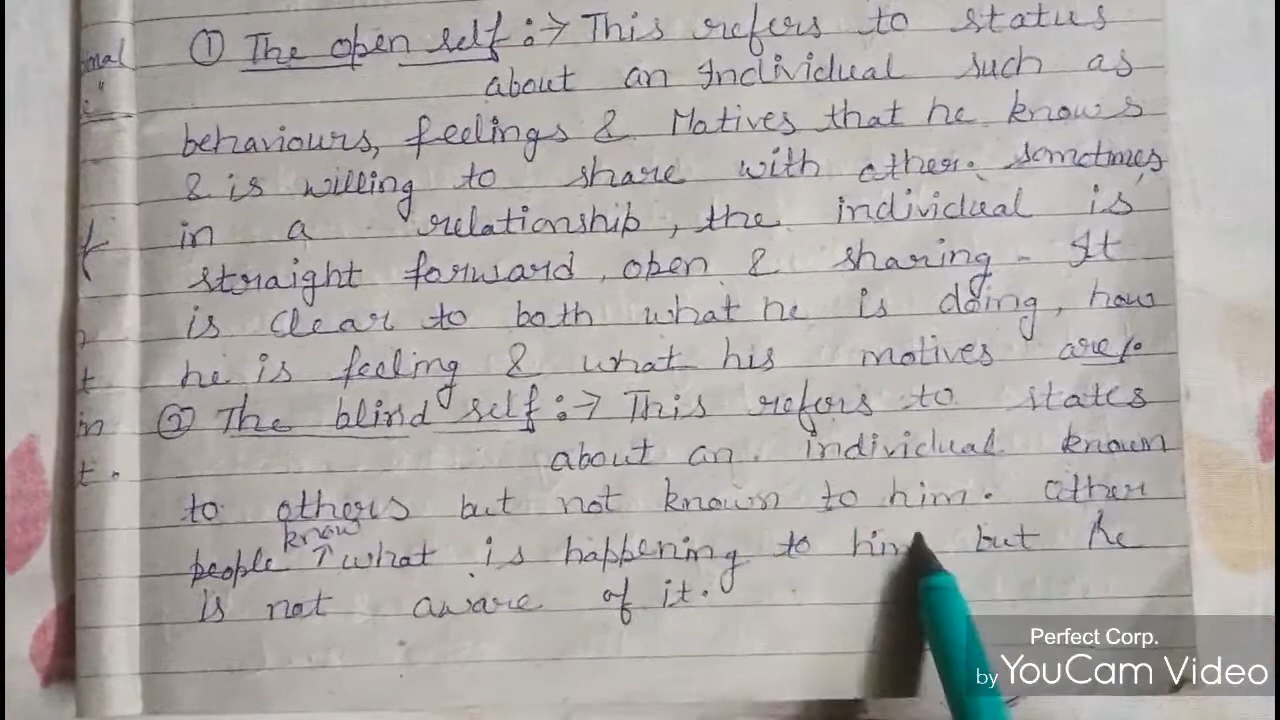 ① The open self :→ This refers to status
about an Individual such as
behaviours, feelings & Motives that he knows
& is willing to share with other. sometimes
in a relationship, the individual is
straight forward, open & sharing. It
is clear to both what he is doing, how
he is feeling & what his motives are/.
② The blind self :→ This refers to states
about an. individual known
to others but not known to him. other
know
people ↑ what is happening to him but he
is not aware of it.
in
t.
Perfect Corp.
by YouCam Video